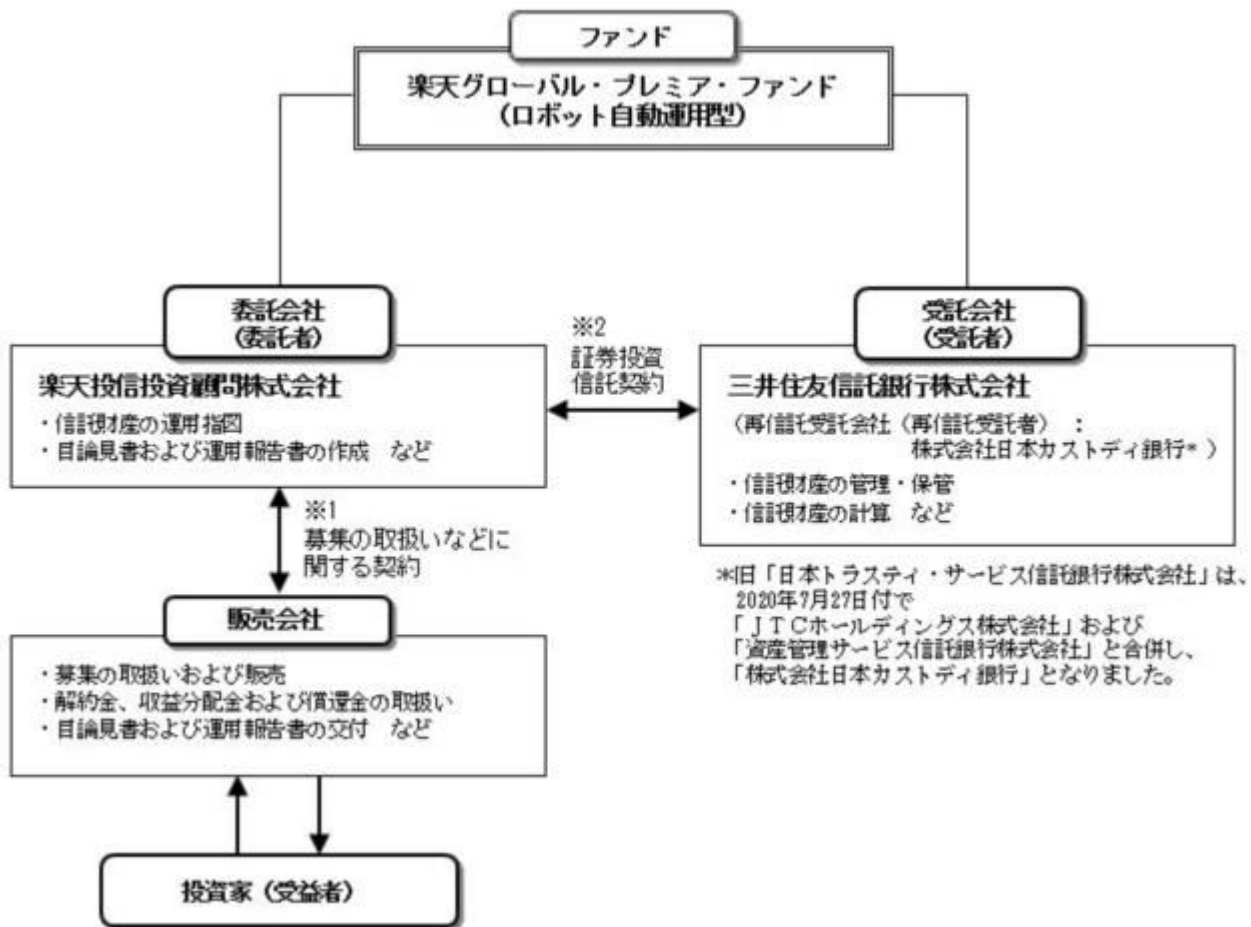 ファンド
楽天グローバル・プレミア・ファンド
(ロボット自動運用型)
委託会社
(委託者)
楽天投信投資顧問株式会社
・信託財産の運用指図
・目論見書および運用報告書の作成 など
※2
証券投資
信託契約
受託会社
(受託者)
三井住友信託銀行株式会社
(再信託受託会社(再信託受託者) :
株式会社日本カストディ銀行*)
・信託財産の管理・保管
・信託財産の計算 など
※1
募集の取扱いなどに
関する契約
*旧「日本トラスティ・サービス信託銀行株式会社」は、
2020年7月27日付で
「JTCホールディングス株式会社」および
「資産管理サービス信託銀行株式会社」と合併し、
「株式会社日本カストディ銀行」となりました。
販売会社
・募集の取扱いおよび販売
・解約金、収益分配金および償還金の取扱い
・目論見書および運用報告書の交付 など
投資家(受益者)